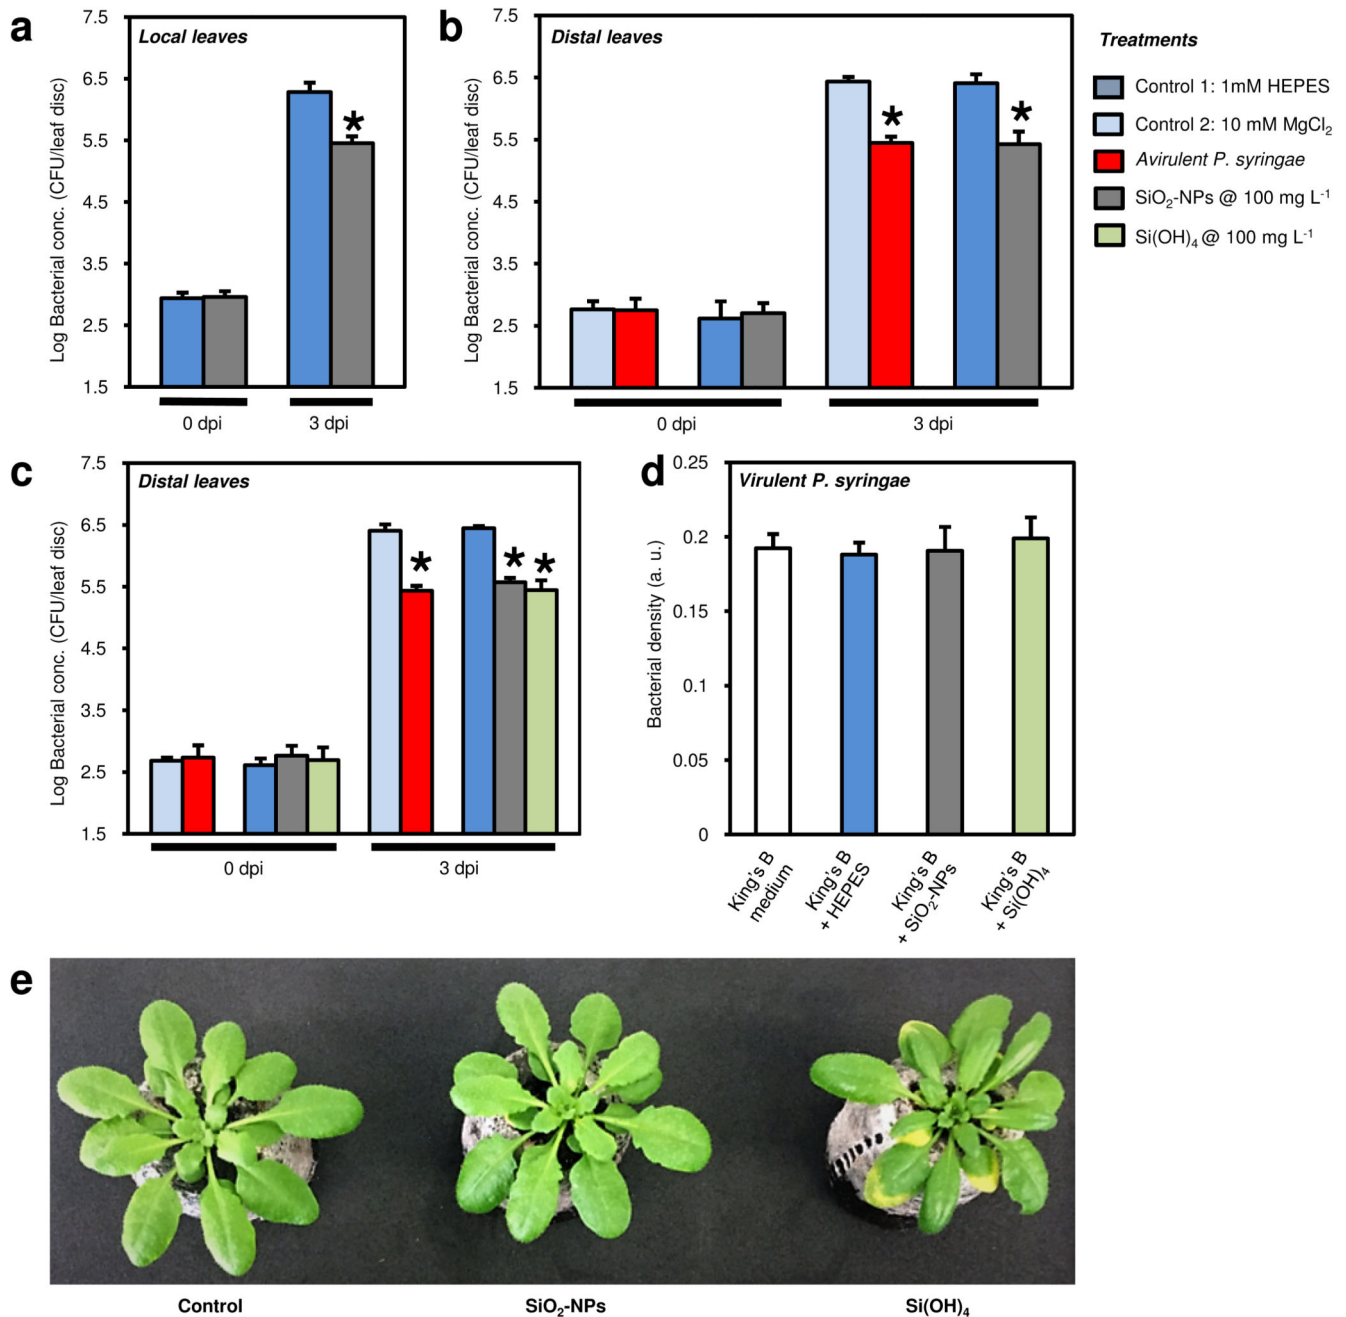 a
Local leaves
Log Bacterial conc. (CFU/leaf disc)
7.5
6.5
5.5
4.5
3.5
2.5
1.5
*
0 dpi
3 dpi
b
Distal leaves
Log Bacterial conc. (CFU/leaf disc)
7.5
6.5
5.5
4.5
3.5
2.5
1.5
*
*
0 dpi
3 dpi
Treatments
Control 1: 1mM HEPES
Control 2: 10 mM MgCl₂
Avirulent P. syringae
SiO₂-NPs @ 100 mg L⁻¹
Si(OH)₄ @ 100 mg L⁻¹
c
Distal leaves
Log Bacterial conc. (CFU/leaf disc)
7.5
6.5
5.5
4.5
3.5
2.5
1.5
*
*
*
0 dpi
3 dpi
d
Virulent P. syringae
Bacterial density (a. u.)
0.25
0.2
0.15
0.1
0.05
0
King's B
medium
King's B
+ HEPES
King's B
+ SiO₂-NPs
King's B
+ Si(OH)₄
e
Control
SiO₂-NPs
Si(OH)₄